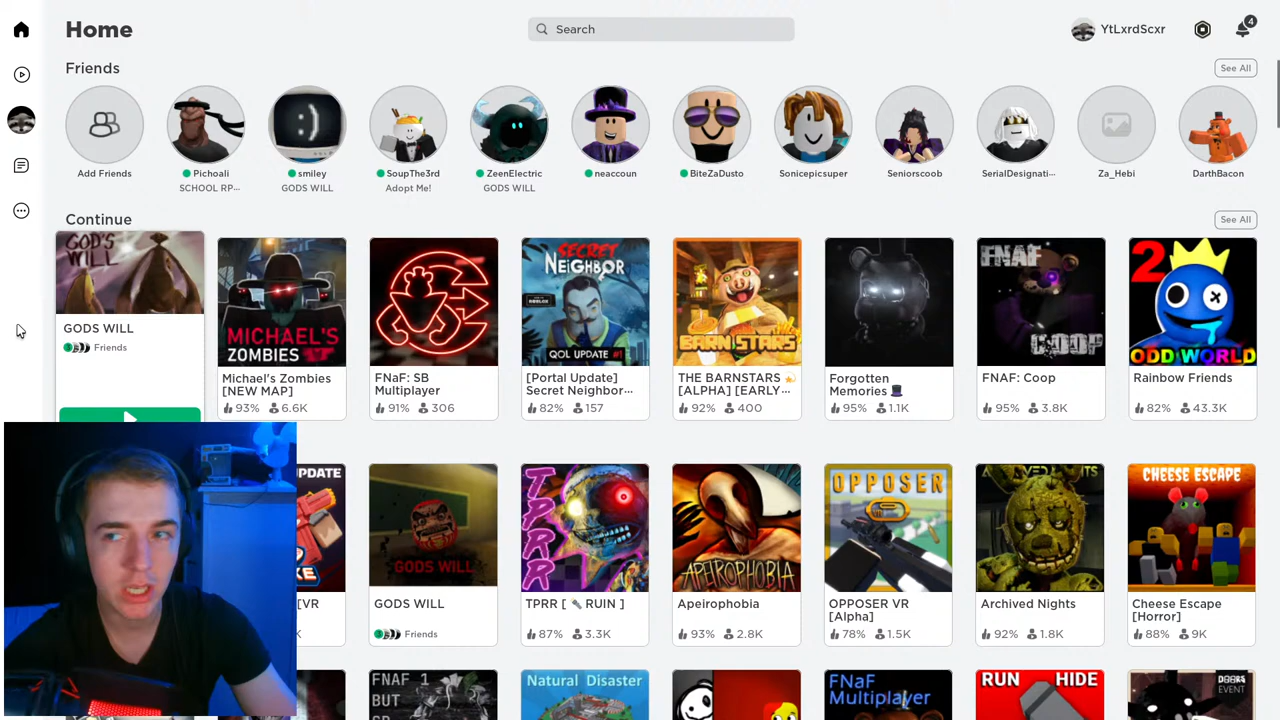 Home
Search
YtLxrdScxr
4
Friends
See All
Add Friends
Pichoali
SCHOOL RP...
smiley
GODS WILL
SoupThe3rd
Adopt Me!
ZeenElectric
GODS WILL
neaccoun
BiteZaDusto
Sonicepicsuper
Seniorscoob
SerialDesignati...
Za_Hebi
DarthBacon
Continue
See All
GOD'S
WILL
MICHAEL'S
ZOMBIES
SECRET
NEIGHBOR
QOL UPDATE #1
BARN STARS
FNAF
COOP
2
ODD WORLD
GODS WILL
Friends
Michael's Zombies
[NEW MAP]
93% 6.6K
FNaF: SB
Multiplayer
91% 306
[Portal Update]
Secret Neighbor...
82% 157
THE BARNSTARS
[ALPHA] [EARLY...
92% 400
Forgotten
Memories
95% 1.1K
FNAF: Coop
95% 3.8K
Rainbow Friends
82% 43.3K
UPDATE
GODS WILL
TPRR
APEIROPHOBIA
OPPOSER
CHEESE ESCAPE
[VR
K
GODS WILL
Friends
TPRR [ RUIN ]
87% 3.3K
Apeirophobia
93% 2.8K
OPPOSER VR
[Alpha]
78% 1.5K
Archived Nights
92% 1.8K
Cheese Escape
[Horror]
88% 9K
FNAF 1
BUT
Natural Disaster
FNaF
Multiplayer
RUN HIDE
DOORS
EVENT